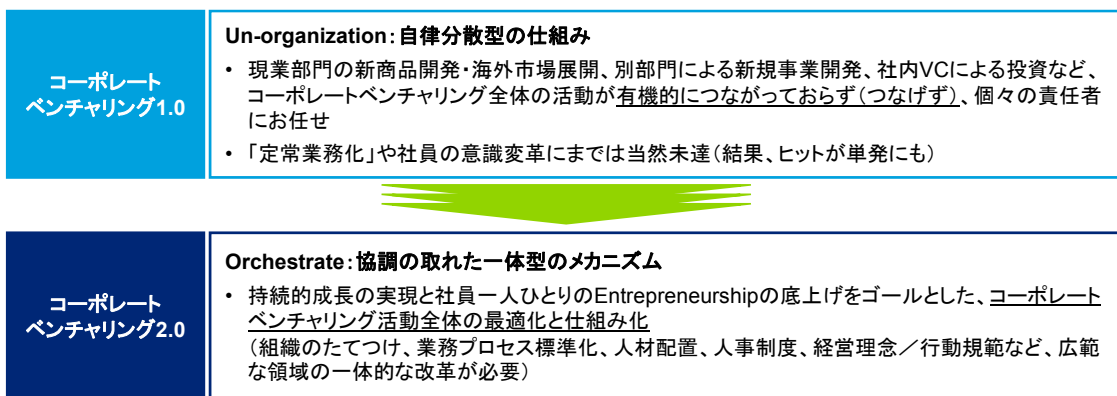 コーポレート
ベンチャリング1.0
Un-organization：自律分散型の仕組み
• 現業部門の新商品開発・海外市場展開、別部門による新規事業開発、社内VCによる投資など、
コーポレートベンチャリング全体の活動が有機的につながっておらず（つなげず）、個々の責任者
にお任せ
• 「定常業務化」や社員の意識変革にまでは当然未達（結果、ヒットが単発にも）
コーポレート
ベンチャリング2.0
Orchestrate：協調の取れた一体型のメカニズム
• 持続的成長の実現と社員一人ひとりのEntrepreneurshipの底上げをゴールとした、コーポレート
ベンチャリング活動全体の最適化と仕組み化
（組織のたてつけ、業務プロセス標準化、人材配置、人事制度、経営理念／行動規範など、広範
な領域の一体的な改革が必要）